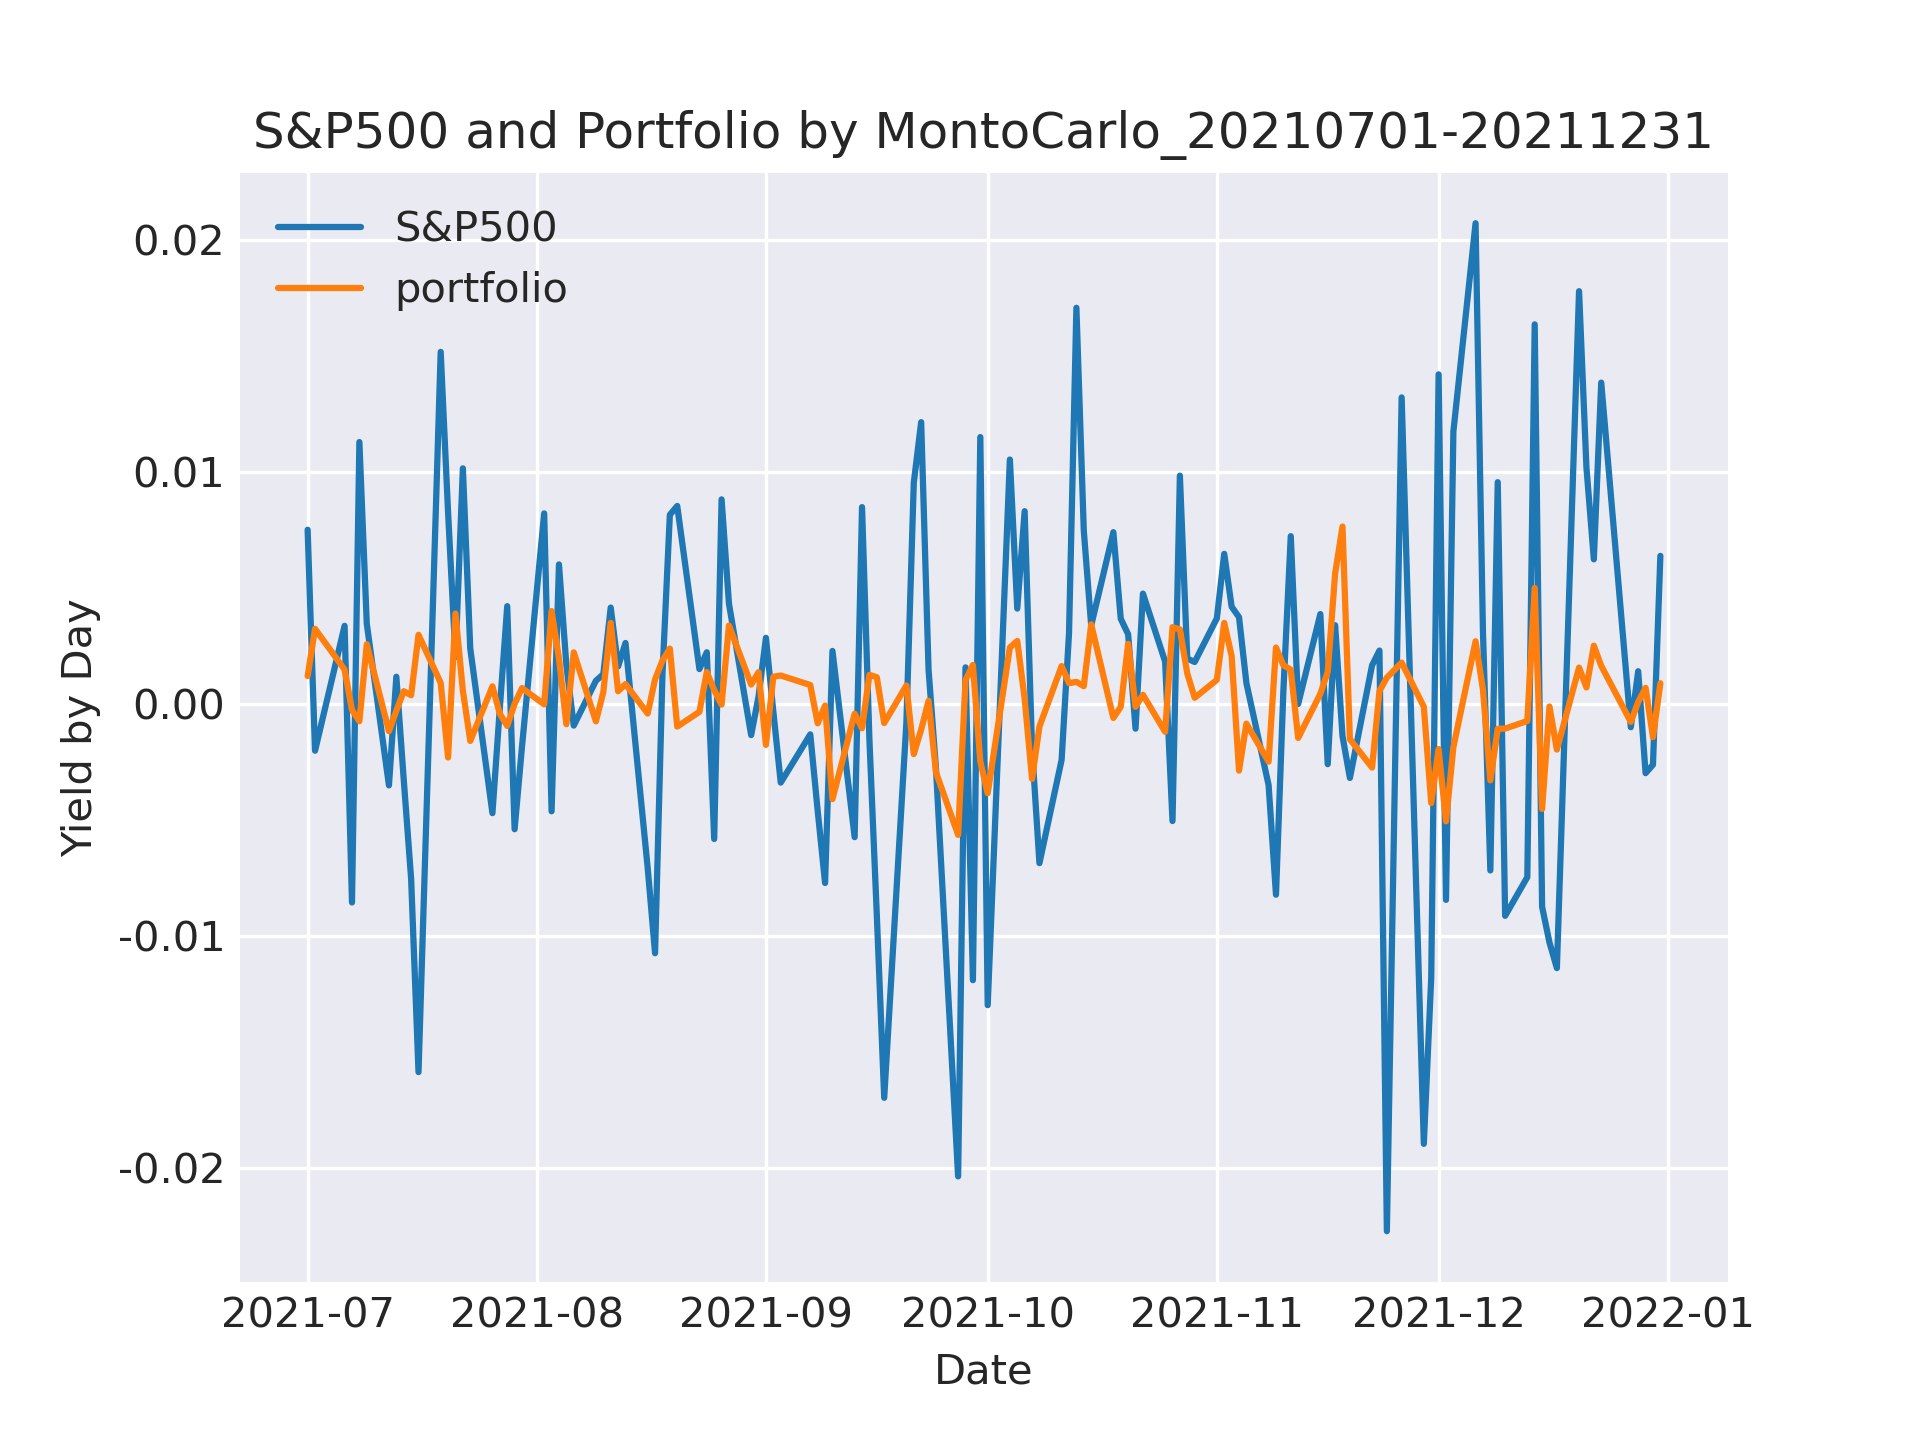 S&P500 and Portfolio by MontoCarlo_20210701-20211231
S&P500
portfolio
0.02
0.01
0.00
-0.01
-0.02
Yield by Day
2021-07 2021-08 2021-09 2021-10 2021-11 2021-12 2022-01
Date